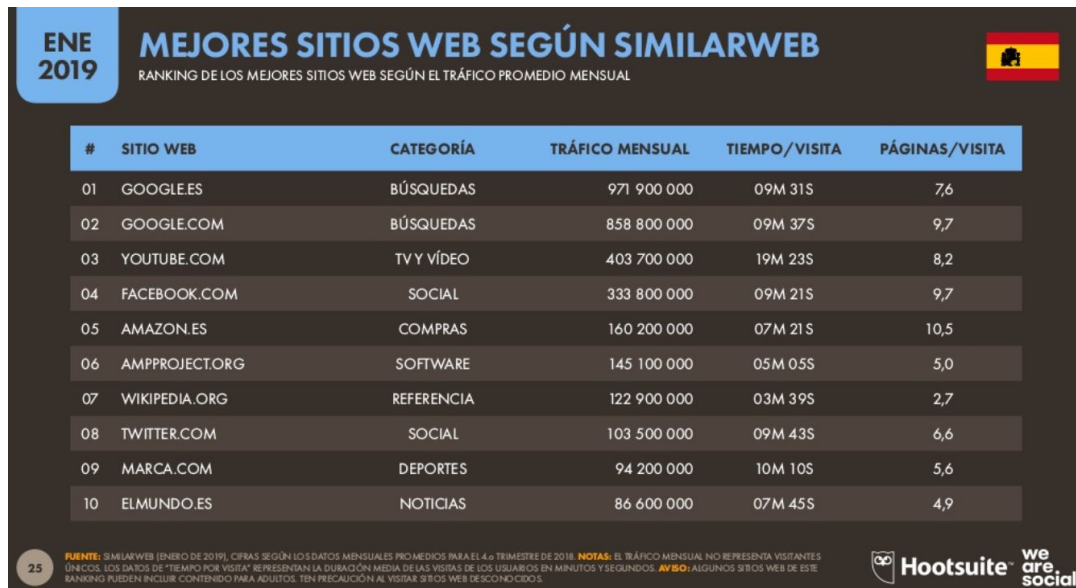 ENE
2019
MEJORES SITIOS WEB SEGÚN SIMILARWEB
RANKING DE LOS MEJORES SITIOS WEB SEGÚN EL TRÁFICO PROMEDIO MENSUAL
# SITIO WEB CATEGORÍA TRÁFICO MENSUAL TIEMPO/VISITA PÁGINAS/VISITA
01 GOOGLE.ES BÚSQUEDAS 971 900 000 09M 31S 7,6
02 GOOGLE.COM BÚSQUEDAS 858 800 000 09M 37S 9,7
03 YOUTUBE.COM TV Y VÍDEO 403 700 000 19M 23S 8,2
04 FACEBOOK.COM SOCIAL 333 800 000 09M 21S 9,7
05 AMAZON.ES COMPRAS 160 200 000 07M 21S 10,5
06 AMPPROJECT.ORG SOFTWARE 145 100 000 05M 05S 5,0
07 WIKIPEDIA.ORG REFERENCIA 122 900 000 03M 39S 2,7
08 TWITTER.COM SOCIAL 103 500 000 09M 43S 6,6
09 MARCA.COM DEPORTES 94 200 000 10M 10S 5,6
10 ELMUNDO.ES NOTICIAS 86 600 000 07M 45S 4,9
25
FUENTE: SIMILARWEB (ENERO DE 2019), CIFRAS SEGÚN LOS DATOS MENSUALES PROMEDIOS PARA EL 4.o TRIMESTRE DE 2018. NOTAS: EL TRÁFICO MENSUAL NO REPRESENTA VISITANTES
ÚNICOS. LOS DATOS DE "TIEMPO POR VISITA" REPRESENTAN LA DURACIÓN MEDIA DE LAS VISITAS DE LOS USUARIOS EN MINUTOS Y SEGUNDOS. AVISO: ALGUNOS SITIOS WEB DE ESTE
RANKING PUEDEN INCLUIR CONTENIDO PARA ADULTOS. TEN PRECAUCIÓN AL VISITAR SITIOS WEB DESCONOCIDOS.
Hootsuite™
we
are
social